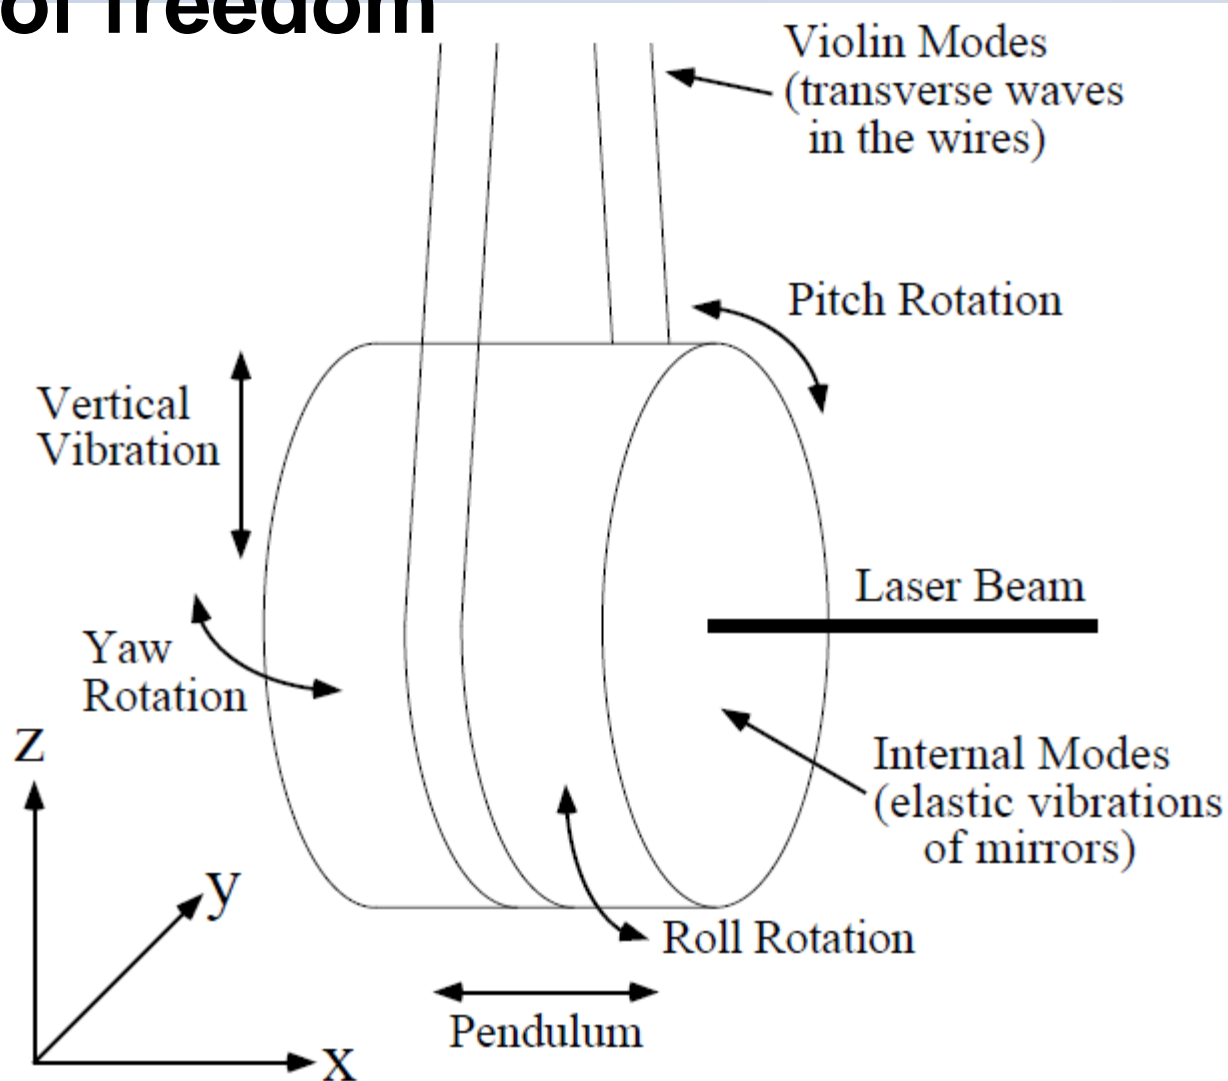 of freedom
Violin Modes
(transverse waves
in the wires)
Pitch Rotation
Vertical
Vibration
Laser Beam
Yaw
Rotation
Z
Internal Modes
(elastic vibrations
of mirrors)
y
Roll Rotation
Pendulum
X